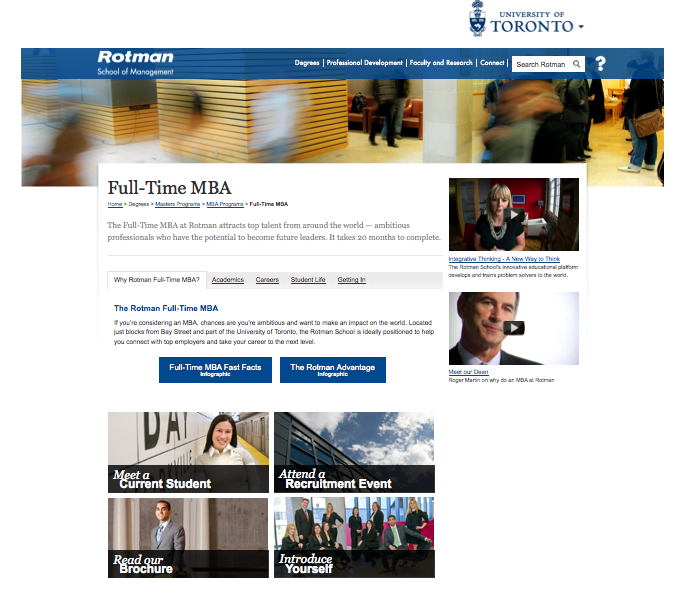 UNIVERSITY OF
TORONTO
Rotman
School of Management
Degrees | Professional Development | Faculty and Research | Connect |
Search Rotman
?
Full-Time MBA
Home > Degrees > Masters Programs > MBA Programs > Full-Time MBA
The Full-Time MBA at Rotman attracts top talent from around the world — ambitious
professionals who have the potential to become future leaders. It takes 20 months to complete.
Why Rotman Full-Time MBA? Academics Careers Student Life Getting In
The Rotman Full-Time MBA
If you're considering an MBA, chances are you're ambitious and want to make an impact on the world. Located
just blocks from Bay Street and part of the University of Toronto, the Rotman School is ideally positioned to help
you connect with top employers and take your career to the next level.
Full-Time MBA Fast Facts
Infographic
The Rotman Advantage
Infographic
Integrative Thinking - A New Way to Think
The Rotman School's innovative educational platform
develops and trains problem solvers to the world.
Meet our Dean
Roger Martin on why do an MBA at Rotman
DAY
Meet a
Current Student
Attend a
Recruitment Event
Read our
Brochure
Introduce
Yourself